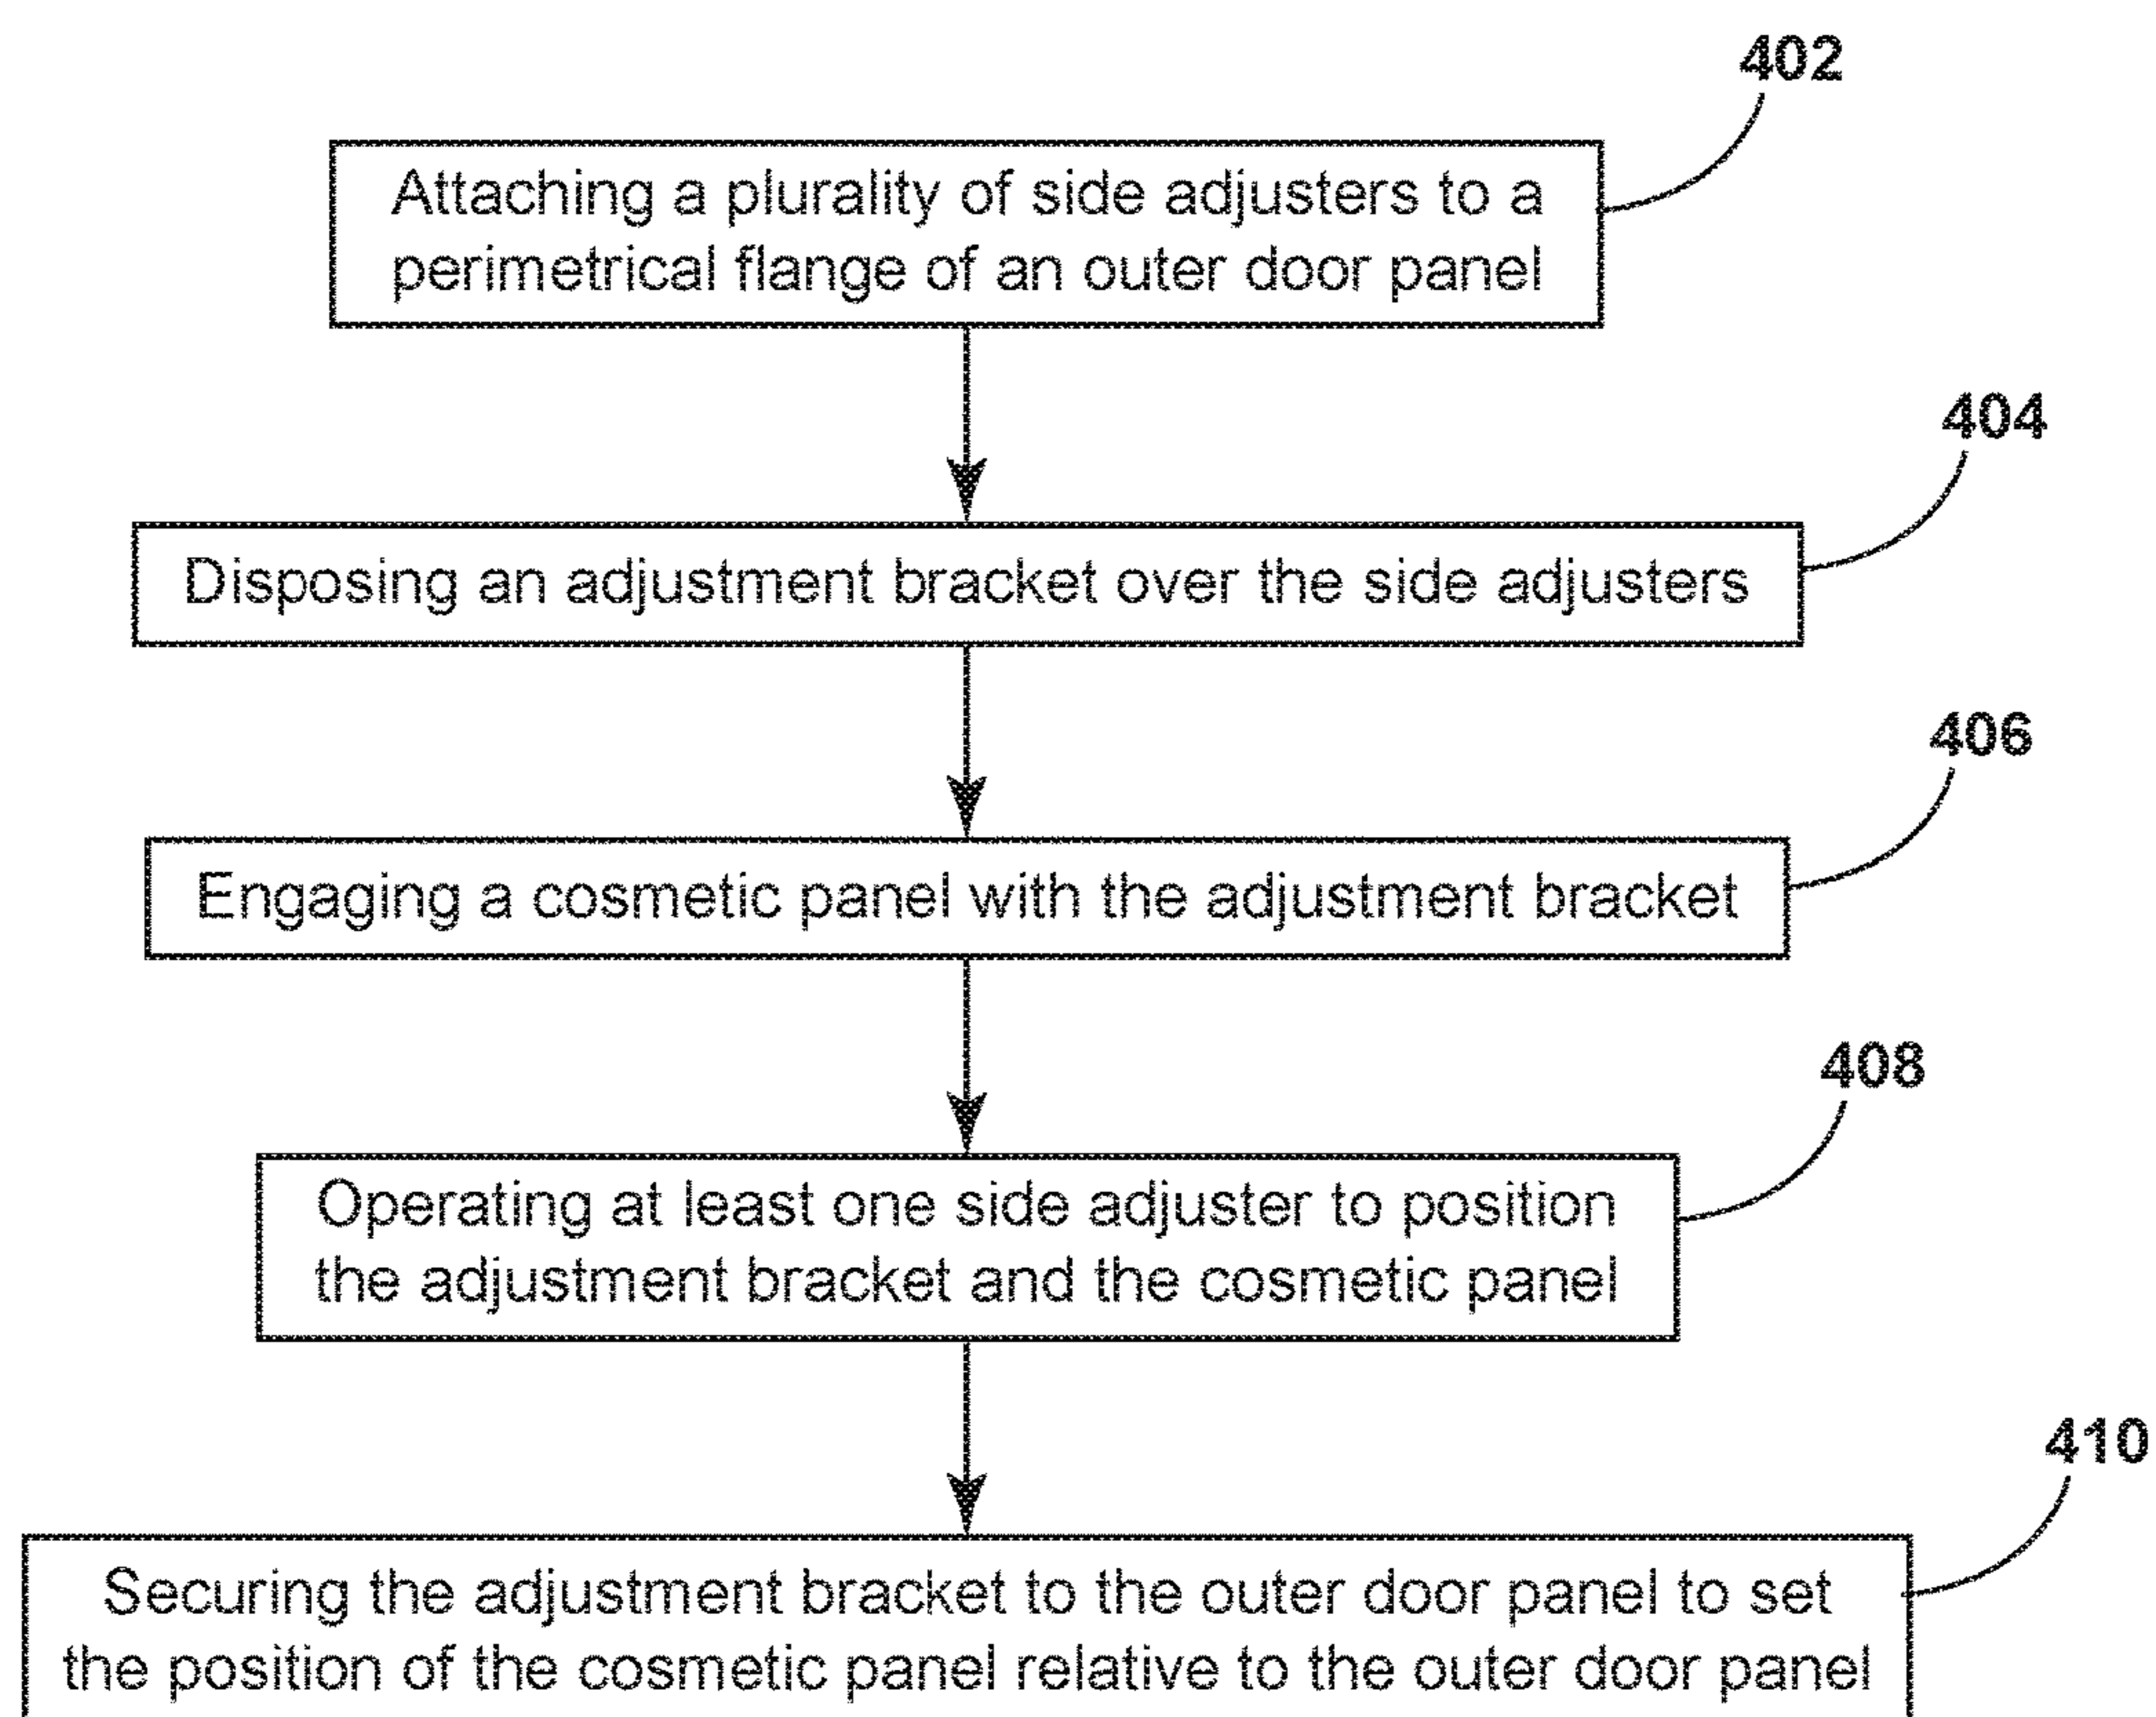 402
Attaching a plurality of side adjusters to a
perimetrical flange of an outer door panel
404
Disposing an adjustment bracket over the side adjusters
406
Engaging a cosmetic panel with the adjustment bracket
408
Operating at least one side adjuster to position
the adjustment bracket and the cosmetic panel
410
Securing the adjustment bracket to the outer door panel to set
the position of the cosmetic panel relative to the outer door panel